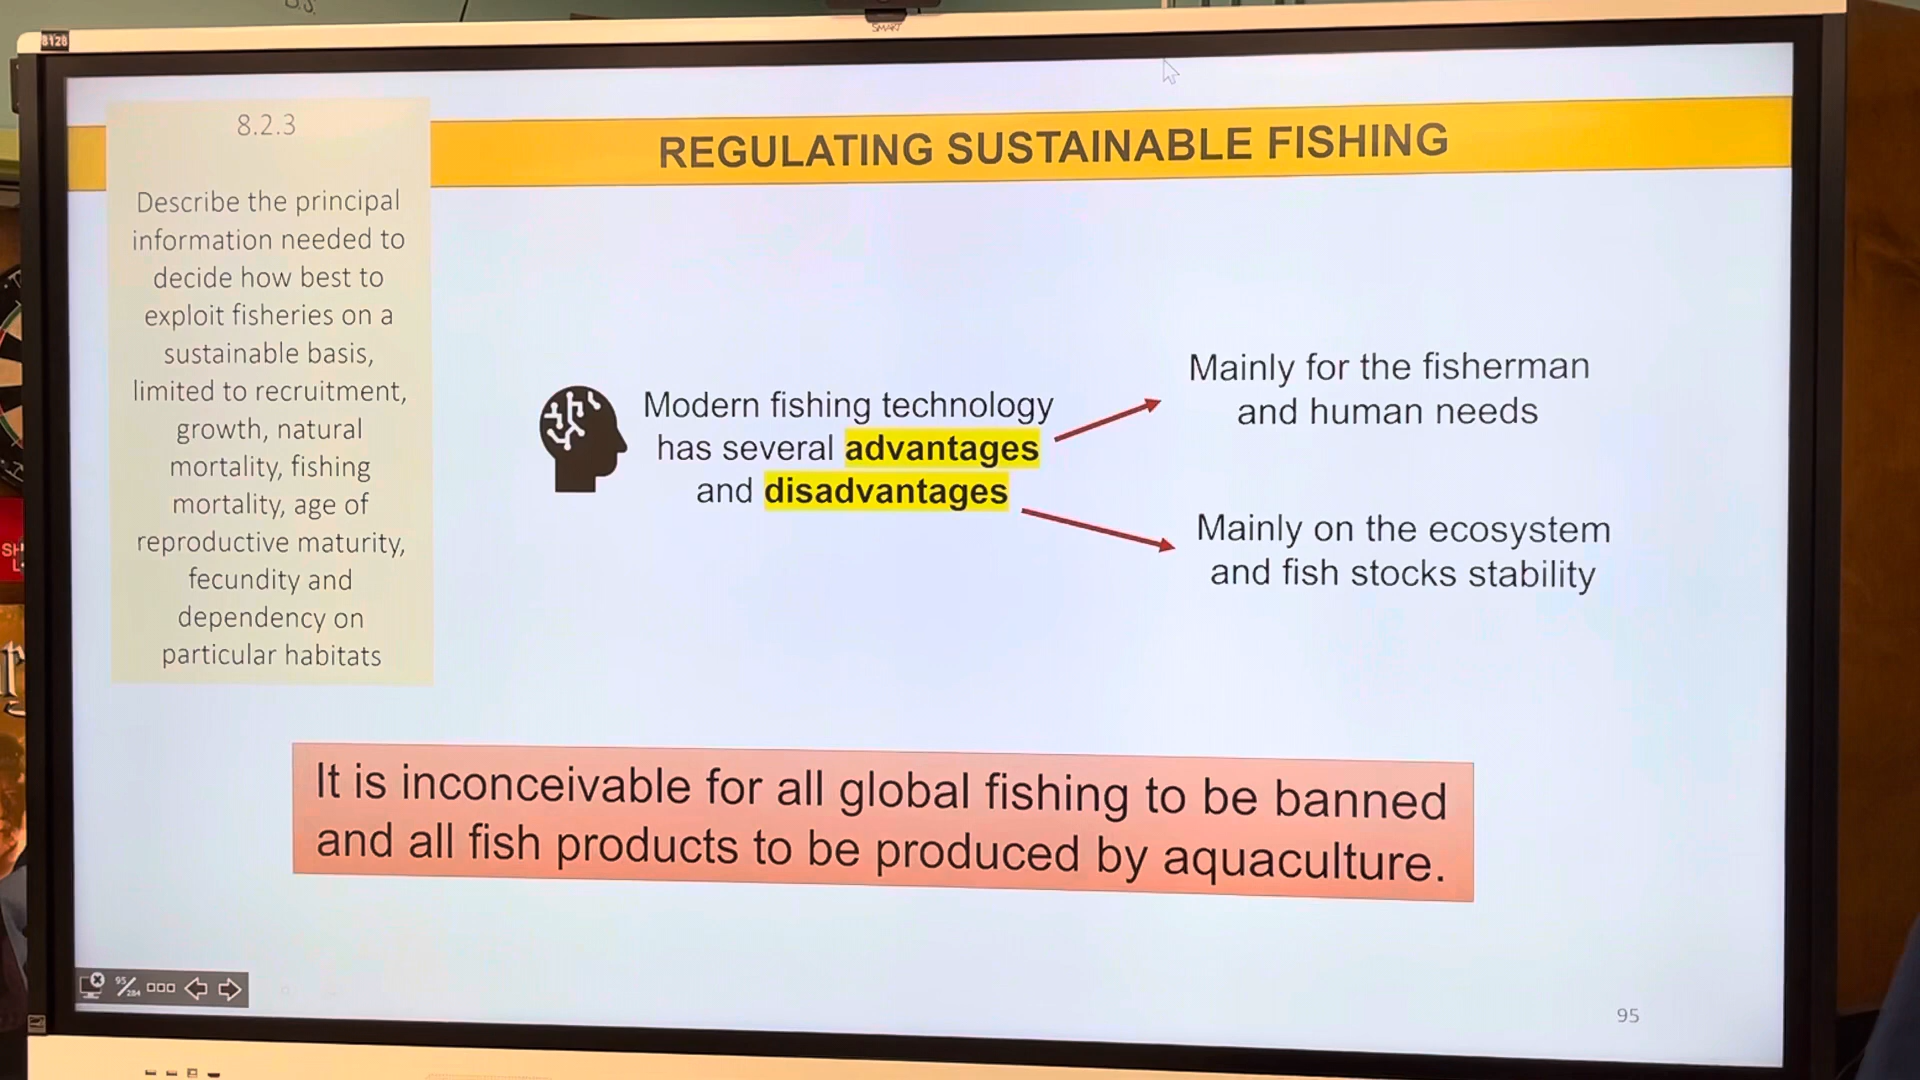 B128
SMART
8.2.3
Describe the principal
information needed to
decide how best to
exploit fisheries on a
sustainable basis,
limited to recruitment,
growth, natural
mortality, fishing
mortality, age of
reproductive maturity,
fecundity and
dependency on
particular habitats
REGULATING SUSTAINABLE FISHING
Modern fishing technology
has several advantages
and disadvantages
Mainly for the fisherman
and human needs
Mainly on the ecosystem
and fish stocks stability
It is inconceivable for all global fishing to be banned
and all fish products to be produced by aquaculture.
95/284
95